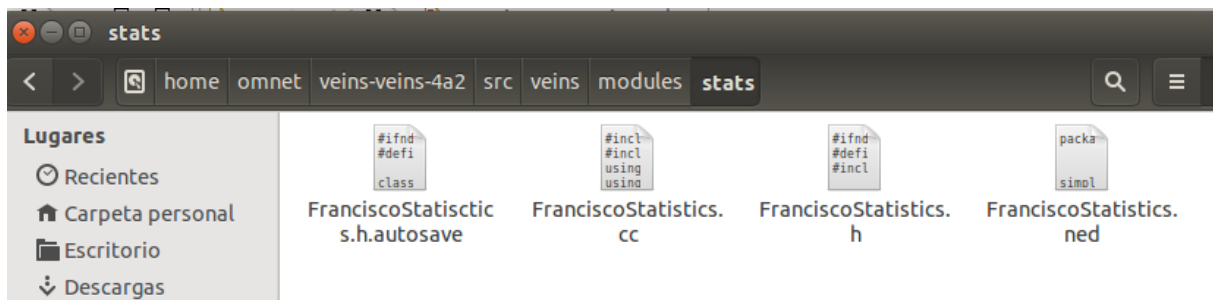 stats
home omnet veins-veins-4a2 src veins modules stats
Lugares
Recientes
Carpeta personal
Escritorio
Descargas
#ifnd
#defi
class
FranciscoStatisctic
s.h.autosave
#incl
#incl
using
using
FranciscoStatistics.
cc
#ifnd
#defi
#incl
FranciscoStatistics.
h
packa
simpl
FranciscoStatistics.
ned